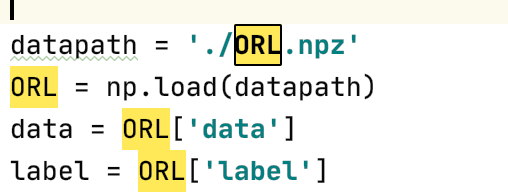 datapath = './ORL.npz'
ORL = np.load(datapath)
data = ORL['data']
label = ORL['label']